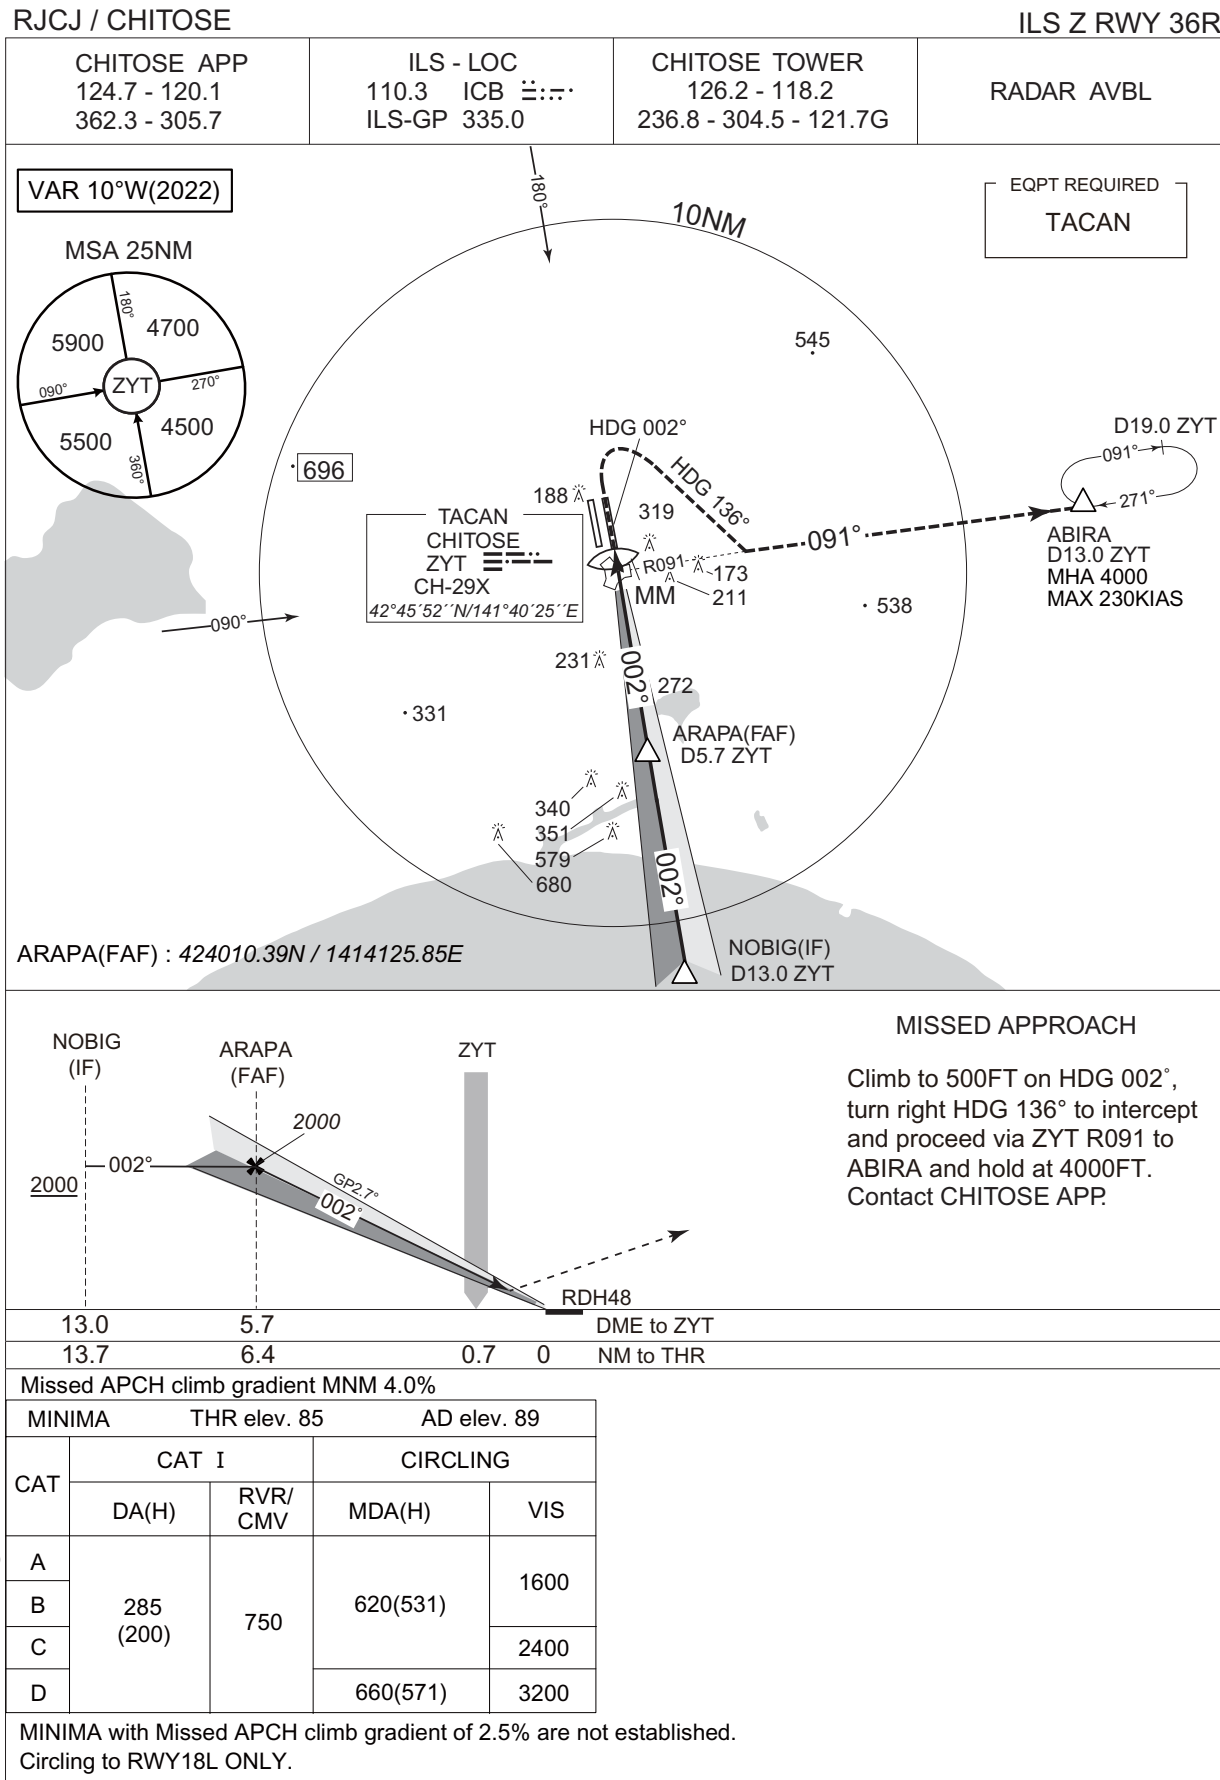 RJCJ / CHITOSE
ILS Z RWY 36R
CHITOSE APP
124.7 - 120.1
362.3 - 305.7
ILS - LOC
110.3 ICB
ILS-GP 335.0
CHITOSE TOWER
126.2 - 118.2
236.8 - 304.5 - 121.7G
RADAR AVBL
VAR 10°W(2022)
MSA 25NM
180°
5900
4700
090°
ZYT
270°
5500
4500
360°
180°
10NM
EQPT REQUIRED
TACAN
545
HDG 002°
HDG 136°
696
188
319
TACAN
CHITOSE
ZYT
CH-29X
42°45´52´´N/141°40´25´´E
R091
173
MM
211
091°
D19.0 ZYT
091°
271°
ABIRA
D13.0 ZYT
MHA 4000
MAX 230KIAS
538
090°
231
002°
272
331
ARAPA(FAF)
D5.7 ZYT
340
351
579
680
002°
ARAPA(FAF) : 424010.39N / 1414125.85E
NOBIG(IF)
D13.0 ZYT
NOBIG
(IF)
ARAPA
(FAF)
ZYT
2000
002°
2000
GP2.7°
002°
RDH48
MISSED APPROACH
Climb to 500FT on HDG 002°,
turn right HDG 136° to intercept
and proceed via ZYT R091 to
ABIRA and hold at 4000FT.
Contact CHITOSE APP.
13.0 5.7 DME to ZYT
13.7 6.4 0.7 0 NM to THR
Missed APCH climb gradient MNM 4.0%
MINIMA THR elev. 85 AD elev. 89
CAT
CAT I
CIRCLING
DA(H)
RVR/
CMV
MDA(H)
VIS
A
B
C
D
285
(200)
750
620(531)
1600
2400
660(571)
3200
MINIMA with Missed APCH climb gradient of 2.5% are not established.
Circling to RWY18L ONLY.